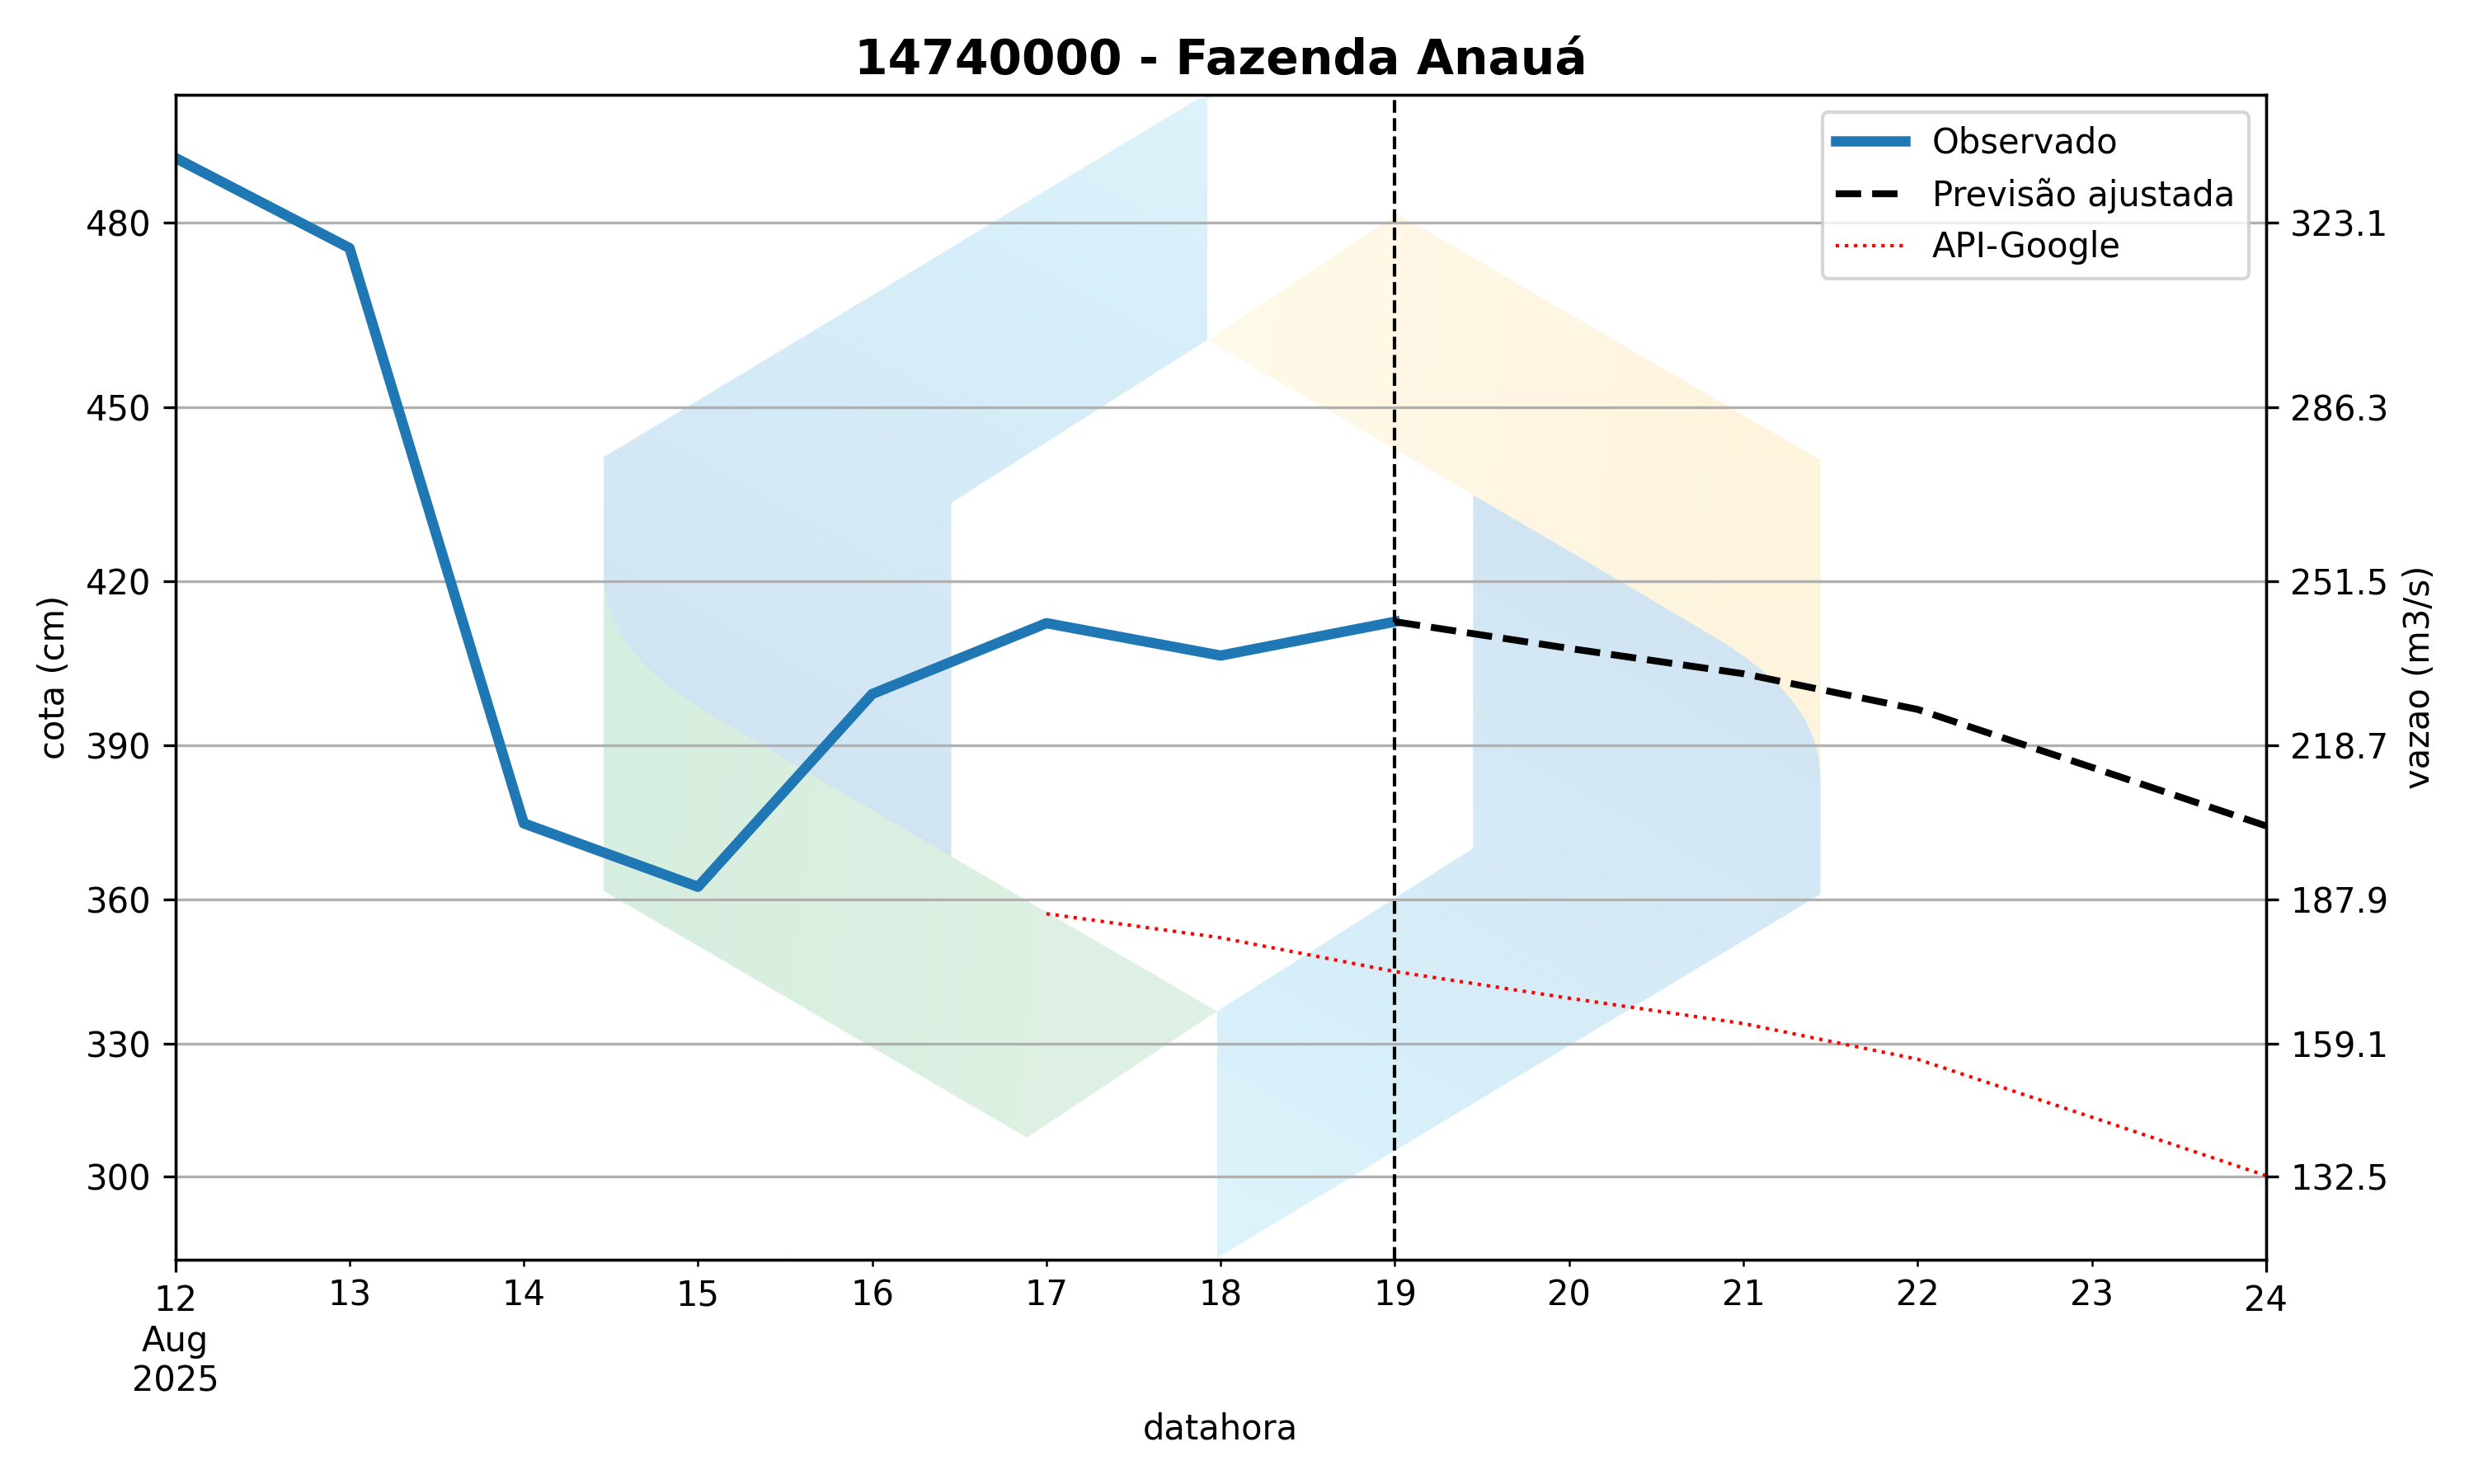 14740000 - Fazenda Anauá
Observado
Previsão ajustada
API-Google
480
450
420
390
360
330
300
cota (cm)
323.1
286.3
251.5
218.7
187.9
159.1
132.5
vazao (m3/s)
12 13 14 15 16 17 18 19 20 21 22 23 24
Aug
2025
datahora